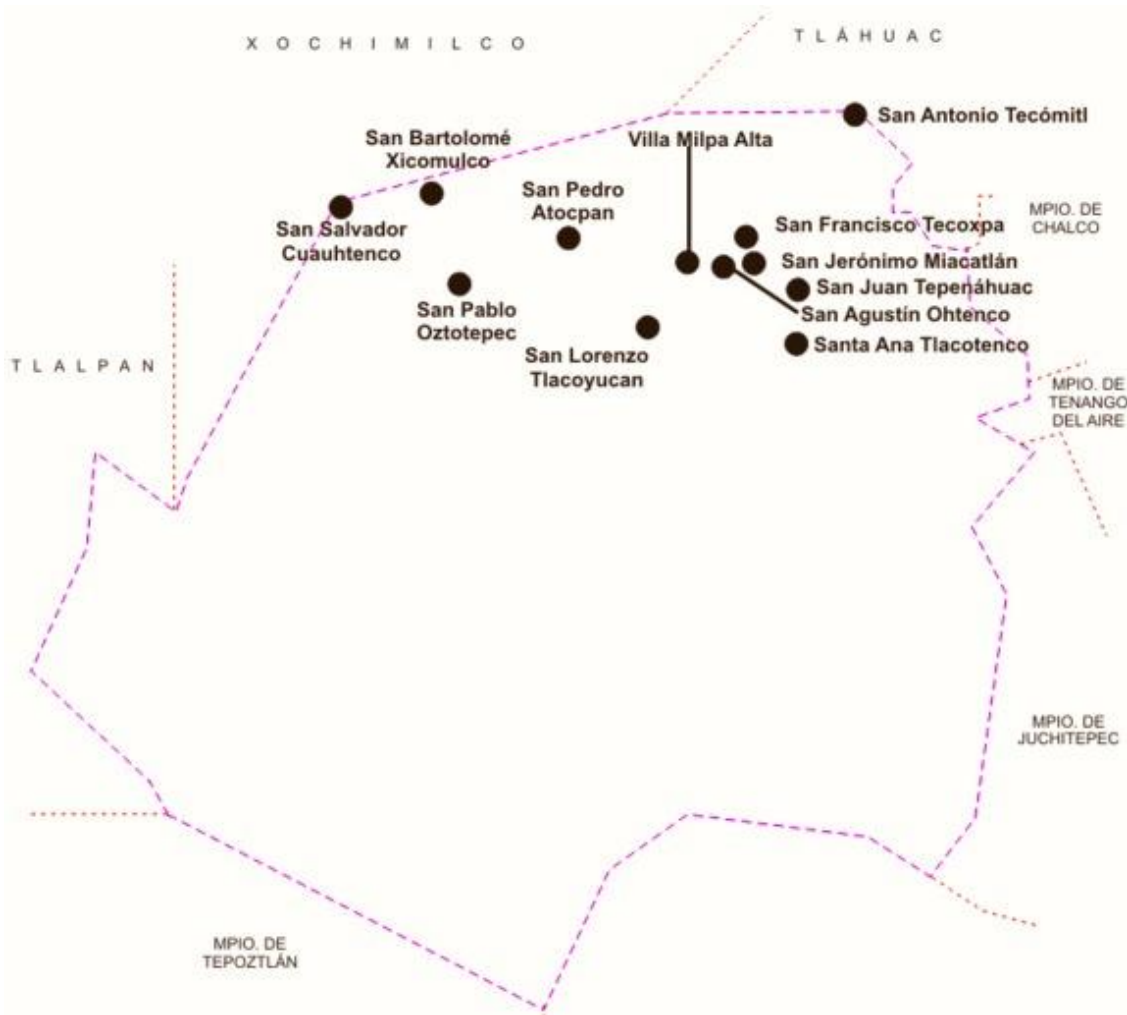 XOCHIMILCO
TLÁHUAC
San Antonio Tecómitl
San Bartolomé
Xicomulco
Villa Milpa Alta
San Pedro
Atocpan
San Salvador
Cuauhtenco
San Francisco Tecoxpa
MPIO. DE
CHALCO
San Jerónimo Miacatlán
San Juan Tepenáhuac
San Agustín Ohtenco
San Pablo
Oztotepec
San Lorenzo
Tlacoyucan
Santa Ana Tlacotenco
TLALPAN
MPIO. DE
TENANGO
DEL AIRE
MPIO. DE
JUCHITEPEC
MPIO. DE
TEPOZTLÁN